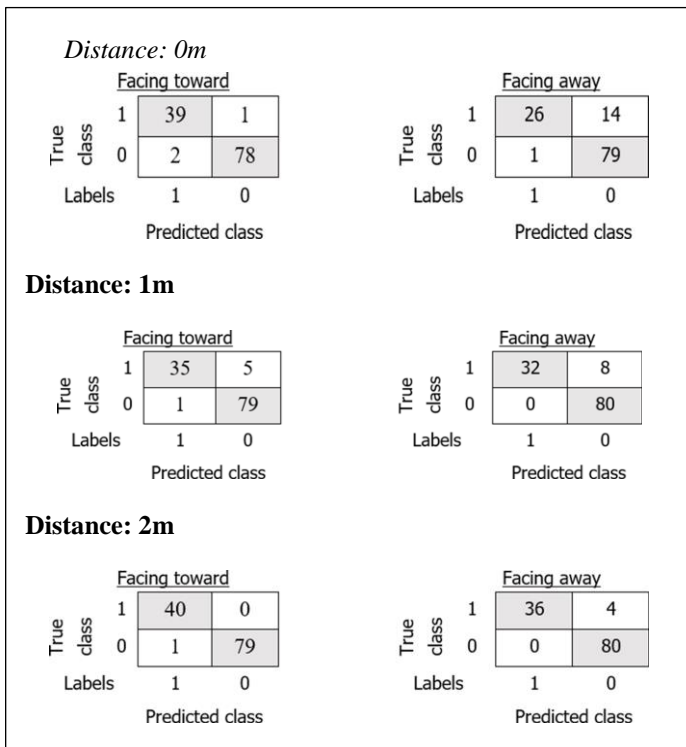 Distance: 0m
Facing toward Facing away
True class 1 39 1 True class 1 26 14
0 2 78 0 1 79
Labels 1 0 Labels 1 0
Predicted class Predicted class
Distance: 1m
Facing toward Facing away
True class 1 35 5 True class 1 32 8
0 1 79 0 0 80
Labels 1 0 Labels 1 0
Predicted class Predicted class
Distance: 2m
Facing toward Facing away
True class 1 40 0 True class 1 36 4
0 1 79 0 0 80
Labels 1 0 Labels 1 0
Predicted class Predicted class